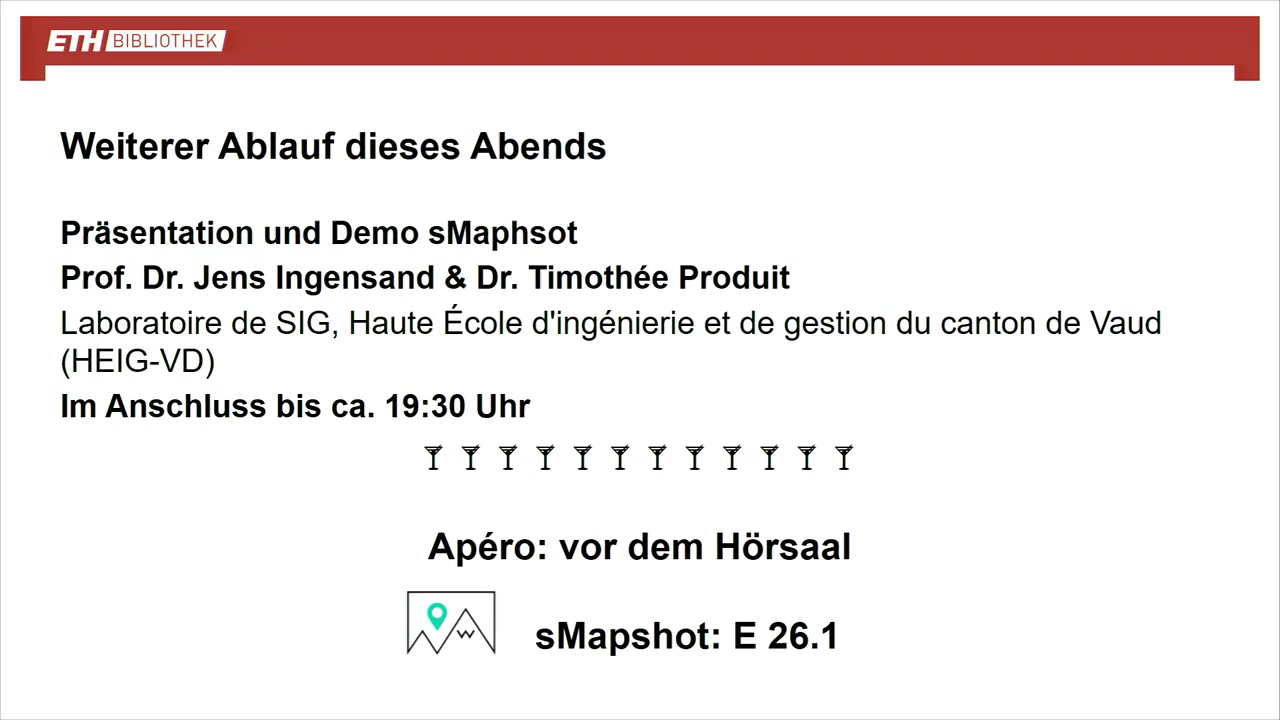 ETH BIBLIOTHEK
Weiterer Ablauf dieses Abends
Präsentation und Demo sMaphsot
Prof. Dr. Jens Ingensand & Dr. Timothée Produit
Laboratoire de SIG, Haute École d'ingénierie et de gestion du canton de Vaud
(HEIG-VD)
Im Anschluss bis ca. 19:30 Uhr
Apéro: vor dem Hörsaal
sMapshot: E 26.1